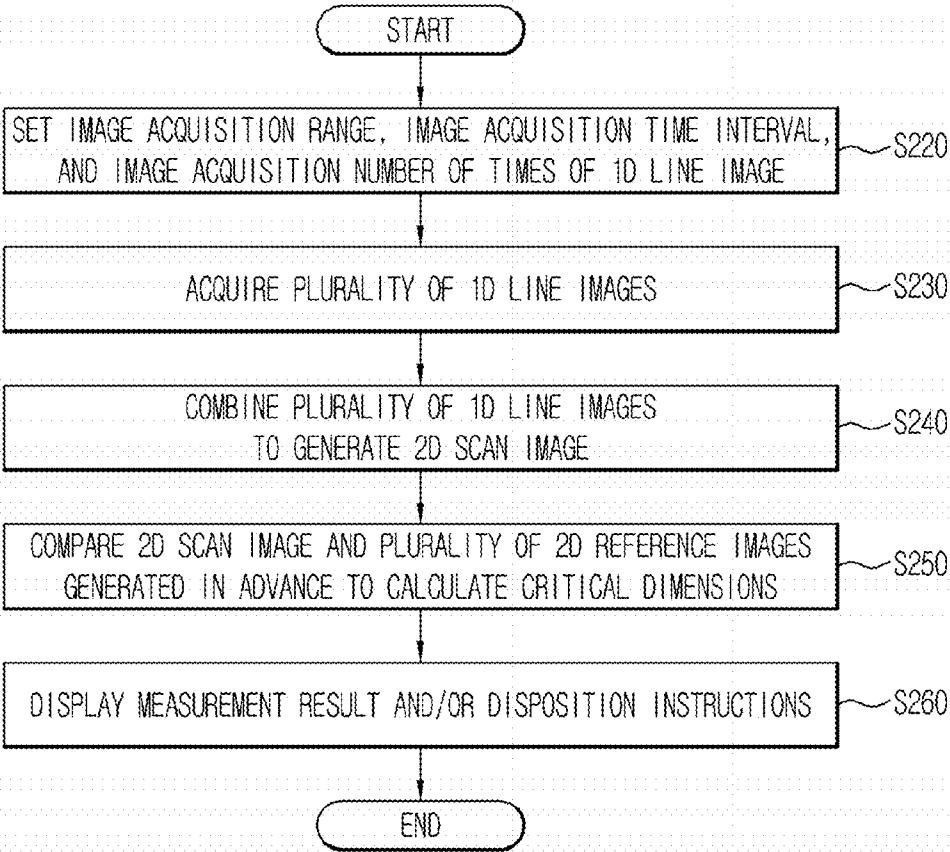 START
SET IMAGE ACQUISITION RANGE, IMAGE ACQUISITION TIME INTERVAL,
AND IMAGE ACQUISITION NUMBER OF TIMES OF 1D LINE IMAGE
S220
ACQUIRE PLURALITY OF 1D LINE IMAGES
S230
COMBINE PLURALITY OF 1D LINE IMAGES
TO GENERATE 2D SCAN IMAGE
S240
COMPARE 2D SCAN IMAGE AND PLURALITY OF 2D REFERENCE IMAGES
GENERATED IN ADVANCE TO CALCULATE CRITICAL DIMENSIONS
S250
DISPLAY MEASUREMENT RESULT AND/OR DISPOSITION INSTRUCTIONS
S260
END